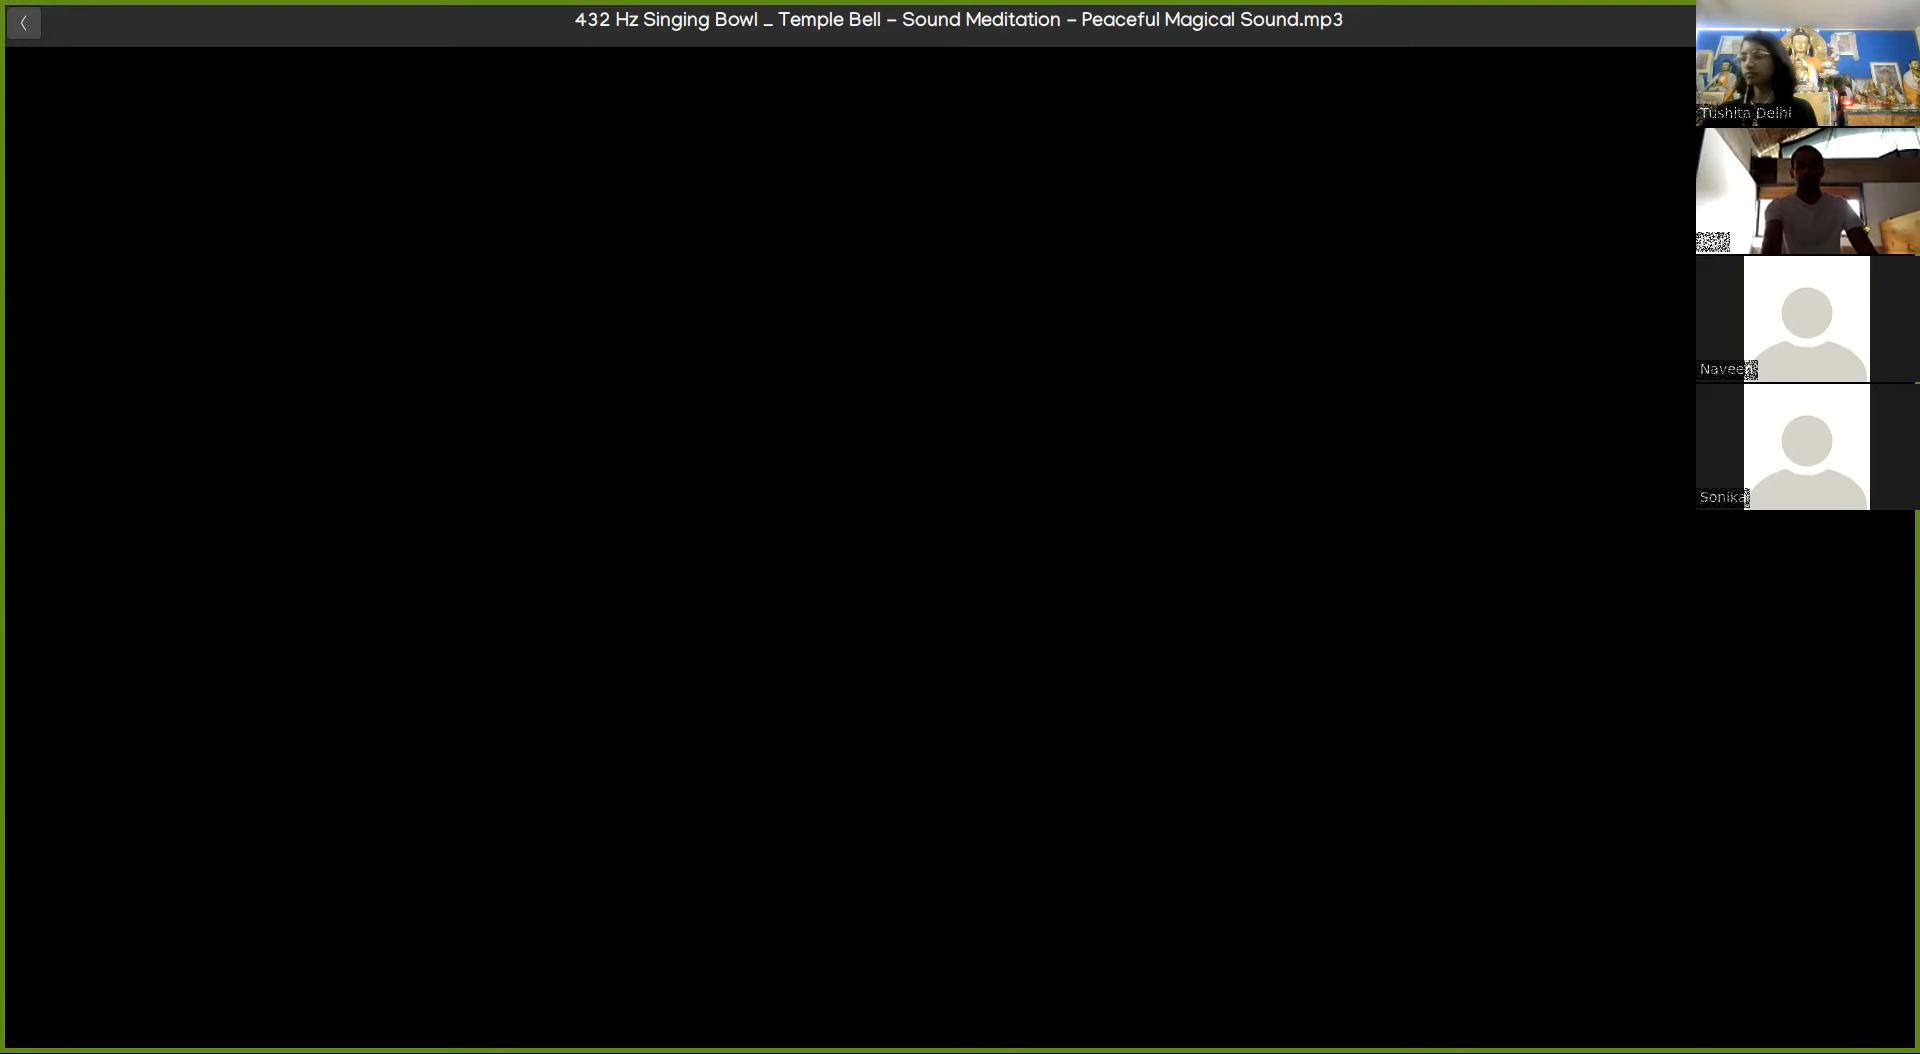 432 Hz Singing Bowl _ Temple Bell – Sound Meditation – Peaceful Magical Sound.mp3
Tushita Delhi
Naveen
Sonika